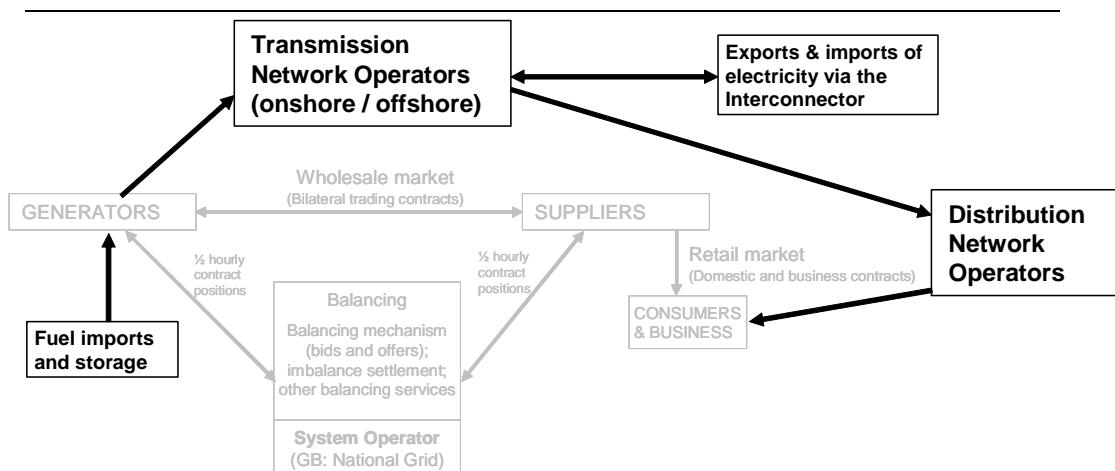 Transmission
Network Operators
(onshore / offshore)
Exports & imports of
electricity via the
Interconnector
Wholesale market
(Bilateral trading contracts)
GENERATORS
SUPPLIERS
Distribution
Network
Operators
½ hourly
contract
positions
½ hourly
contract
positions
Retail market
(Domestic and business contracts)
Balancing
Balancing mechanism
(bids and offers);
imbalance settlement;
other balancing services
CONSUMERS
& BUSINESS
Fuel imports
and storage
System Operator
(GB: National Grid)